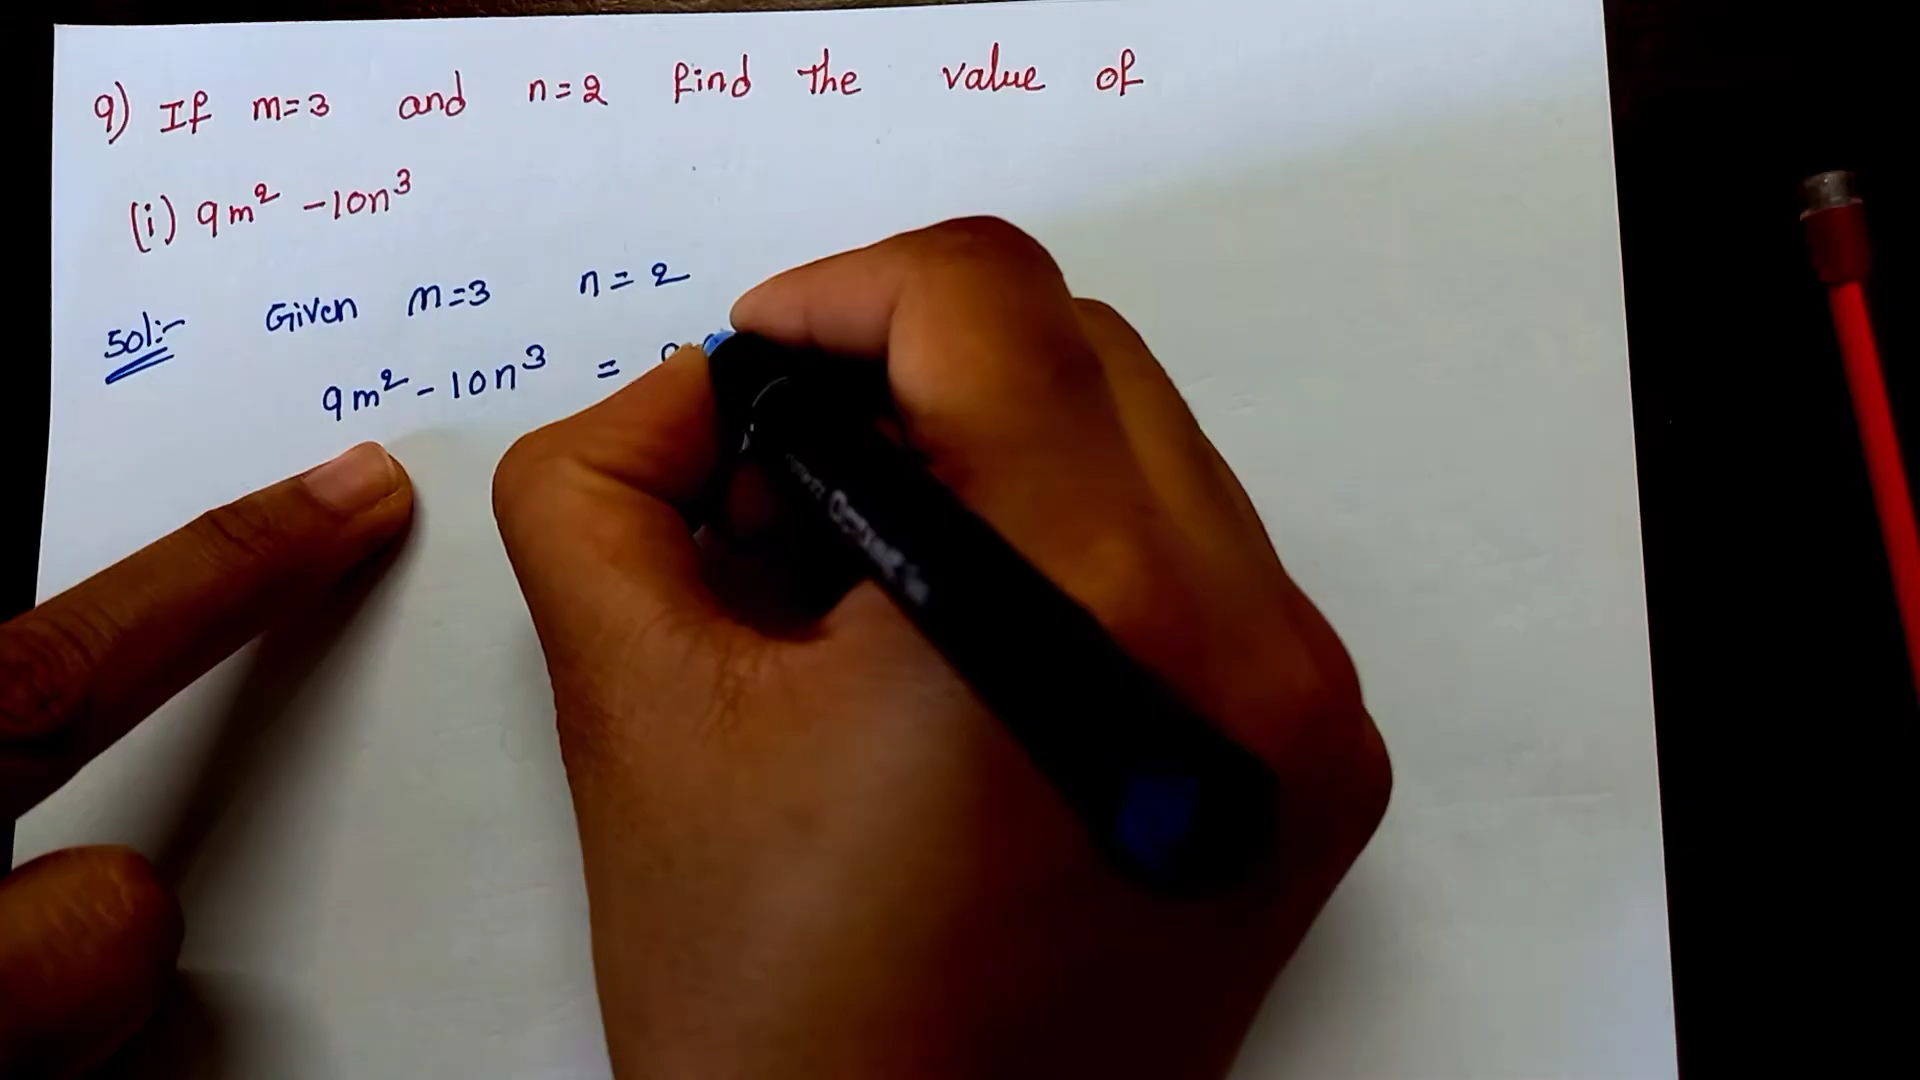 9) If m=3 and n=2 find the value of
(i) 9m² -10n³
Sol:- Given m=3 n=2
9m² - 10n³ =